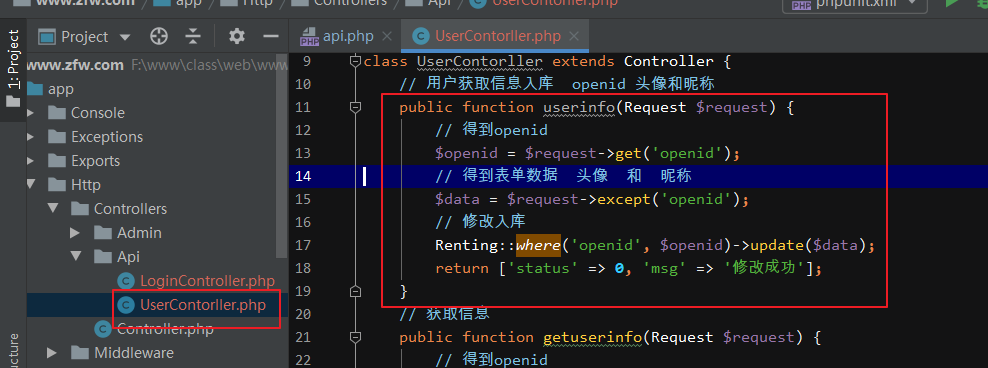 www.zfw.com app Http Controllers Api UserContorller.php phpunit.xml
Project
api.php UserContorller.php
1: Project
www.zfw.com F:\www\class\web\www
app
Console
Exceptions
Exports
Http
Controllers
Admin
Api
LoginController.php
UserContorller.php
Controller.php
Middleware
9 class UserContorller extends Controller {
10 // 用户获取信息入库 openid 头像和昵称
11 public function userinfo(Request $request) {
12 // 得到openid
13 $openid = $request->get('openid');
14 // 得到表单数据 头像 和 昵称
15 $data = $request->except('openid');
16 // 修改入库
17 Renting::where('openid', $openid)->update($data);
18 return ['status' => 0, 'msg' => '修改成功'];
19 }
20 // 获取信息
21 public function getuserinfo(Request $request) {
22 // 得到openid